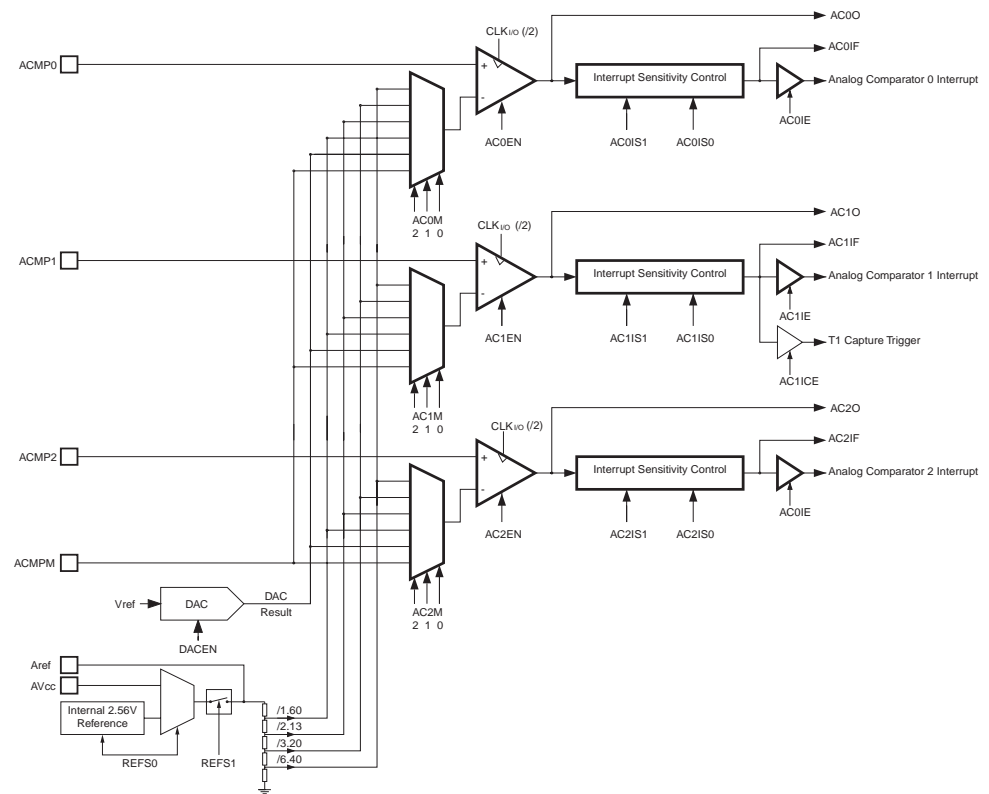 CLKI/O (/2)
AC0O
ACMP0
+
-
Interrupt Sensitivity Control
AC0IF
Analog Comparator 0 Interrupt
AC0IE
AC0EN
AC0IS1
AC0IS0
AC0M
2 1 0
CLKI/O (/2)
AC1O
ACMP1
+
-
Interrupt Sensitivity Control
AC1IF
Analog Comparator 1 Interrupt
AC1IE
AC1EN
AC1IS1
AC1IS0
T1 Capture Trigger
AC1ICE
AC1M
2 1 0
CLKI/O (/2)
AC2O
ACMP2
+
-
Interrupt Sensitivity Control
AC2IF
Analog Comparator 2 Interrupt
AC0IE
AC2EN
AC2IS1
AC2IS0
ACMPM
AC2M
2 1 0
Vref
DAC
DAC
Result
DACEN
Aref
AVcc
Internal 2.56V
Reference
REFS0
REFS1
/1.60
/2.13
/3.20
/6.40